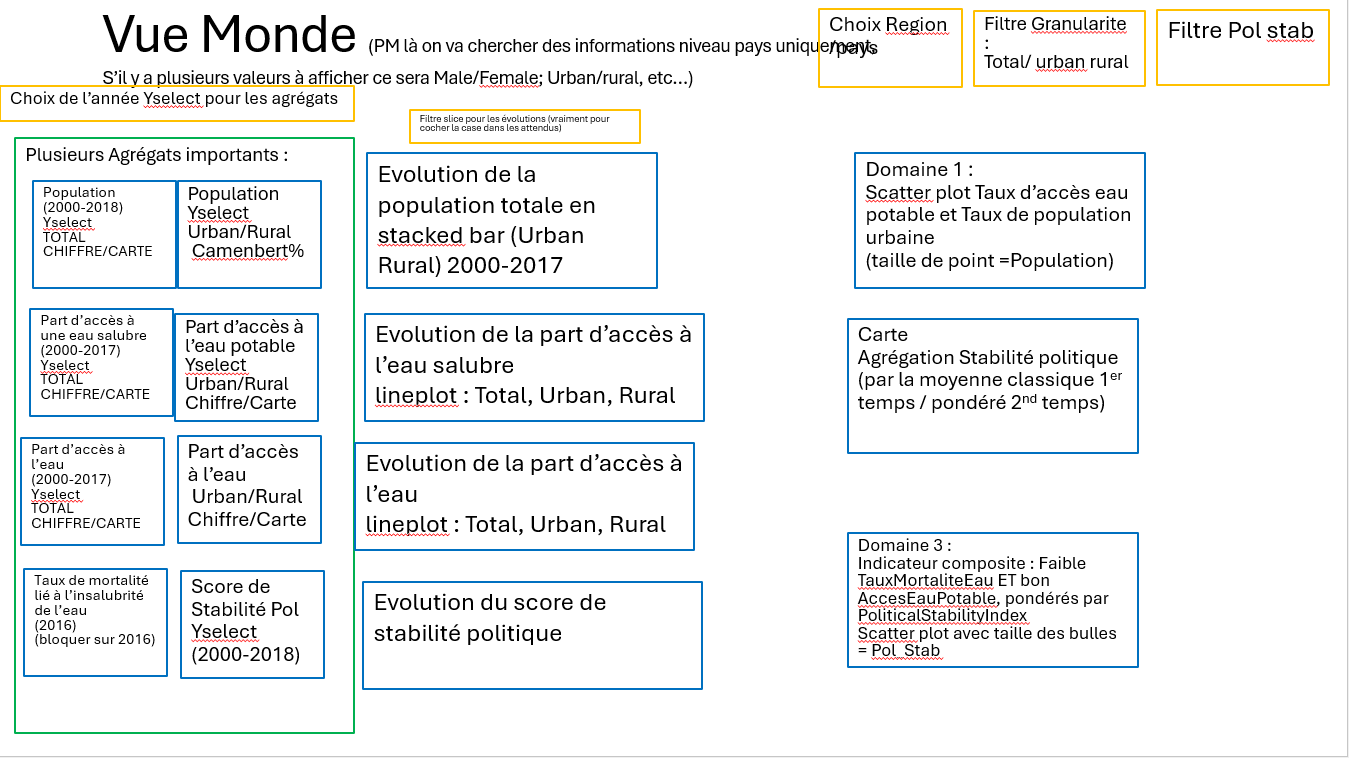 Vue Monde (PM là on va chercher des informations niveau pays uniquement.
S’il y a plusieurs valeurs à afficher ce sera Male/Female; Urban/rural, etc...)
Choix Region
/pays
Filtre Granularite
:
Total/ urban rural
Filtre Pol stab
Choix de l’année Yselect pour les agrégats
Filtre slice pour les évolutions (vraiment pour
cocher la case dans les attendus)
Plusieurs Agrégats importants :
Population
(2000-2018)
Yselect
TOTAL
CHIFFRE/CARTE
Population
Yselect
Urban/Rural
Camenbert%
Part d’accès à
une eau salubre
(2000-2017)
Yselect
TOTAL
CHIFFRE/CARTE
Part d’accès à
l’eau potable
Yselect
Urban/Rural
Chiffre/Carte
Part d’accès à
l’eau
(2000-2017)
Yselect
TOTAL
CHIFFRE/CARTE
Part d’accès
à l’eau
Urban/Rural
Chiffre/Carte
Taux de mortalité
lié à l’insalubrité
de l’eau
(2016)
(bloquer sur 2016)
Score de
Stabilité Pol
Yselect
(2000-2018)
Evolution de la
population totale en
stacked bar (Urban
Rural) 2000-2017
Evolution de la part d’accès à
l’eau salubre
lineplot : Total, Urban, Rural
Evolution de la part d’accès à
l’eau
lineplot : Total, Urban, Rural
Evolution du score de
stabilité politique
Domaine 1 :
Scatter plot Taux d’accès eau
potable et Taux de population
urbaine
(taille de point =Population)
Carte
Agrégation Stabilité politique
(par la moyenne classique 1er
temps / pondéré 2nd temps)
Domaine 3 :
Indicateur composite : Faible
TauxMortaliteEau ET bon
AccesEauPotable, pondérés par
PoliticalStabilityIndex
Scatter plot avec taille des bulles
= Pol_Stab